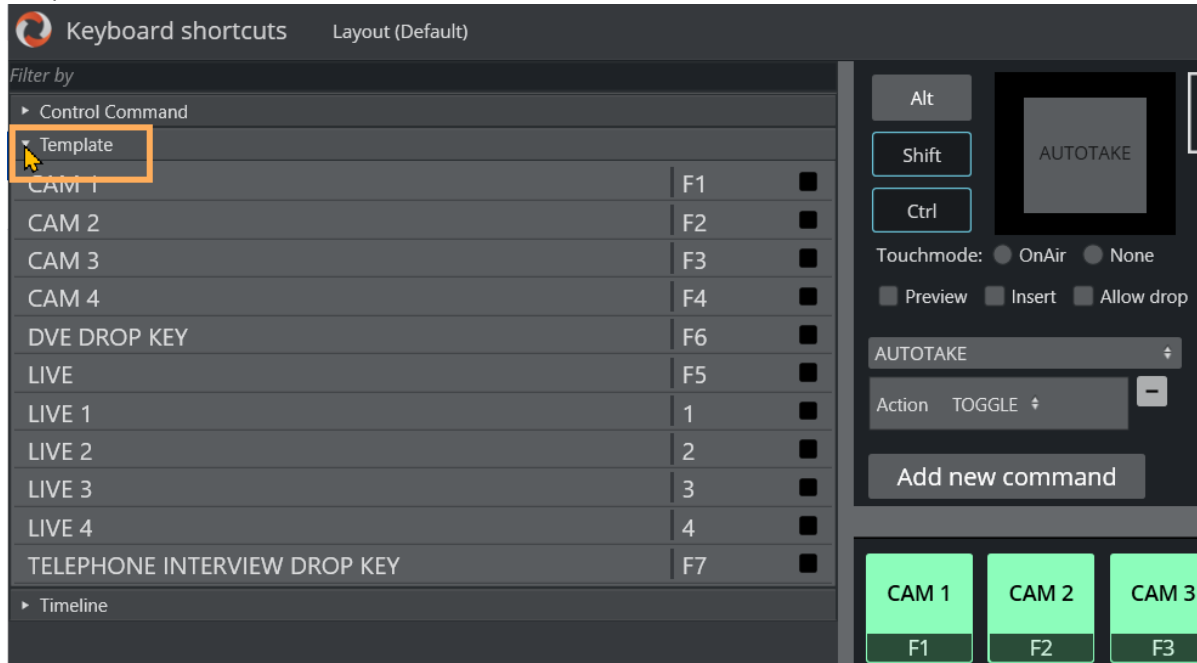 Keyboard shortcuts Layout (Default)
Filter by
Control Command
Template
CAM 1 F1
CAM 2 F2
CAM 3 F3
CAM 4 F4
DVE DROP KEY F6
LIVE F5
LIVE 1 1
LIVE 2 2
LIVE 3 3
LIVE 4 4
TELEPHONE INTERVIEW DROP KEY F7
Timeline
Alt
Shift
Ctrl
AUTOTAKE
Touchmode: OnAir None
Preview Insert Allow drop
AUTOTAKE
Action TOGGLE
Add new command
CAM 1 CAM 2 CAM 3
F1 F2 F3